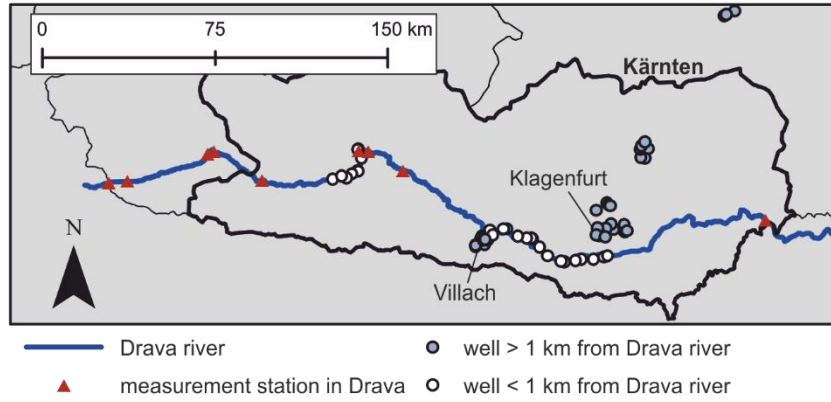 0 75 150 km
Kärnten
Klagenfurt
N
Villach
Drava river
well > 1 km from Drava river
measurement station in Drava
well < 1 km from Drava river